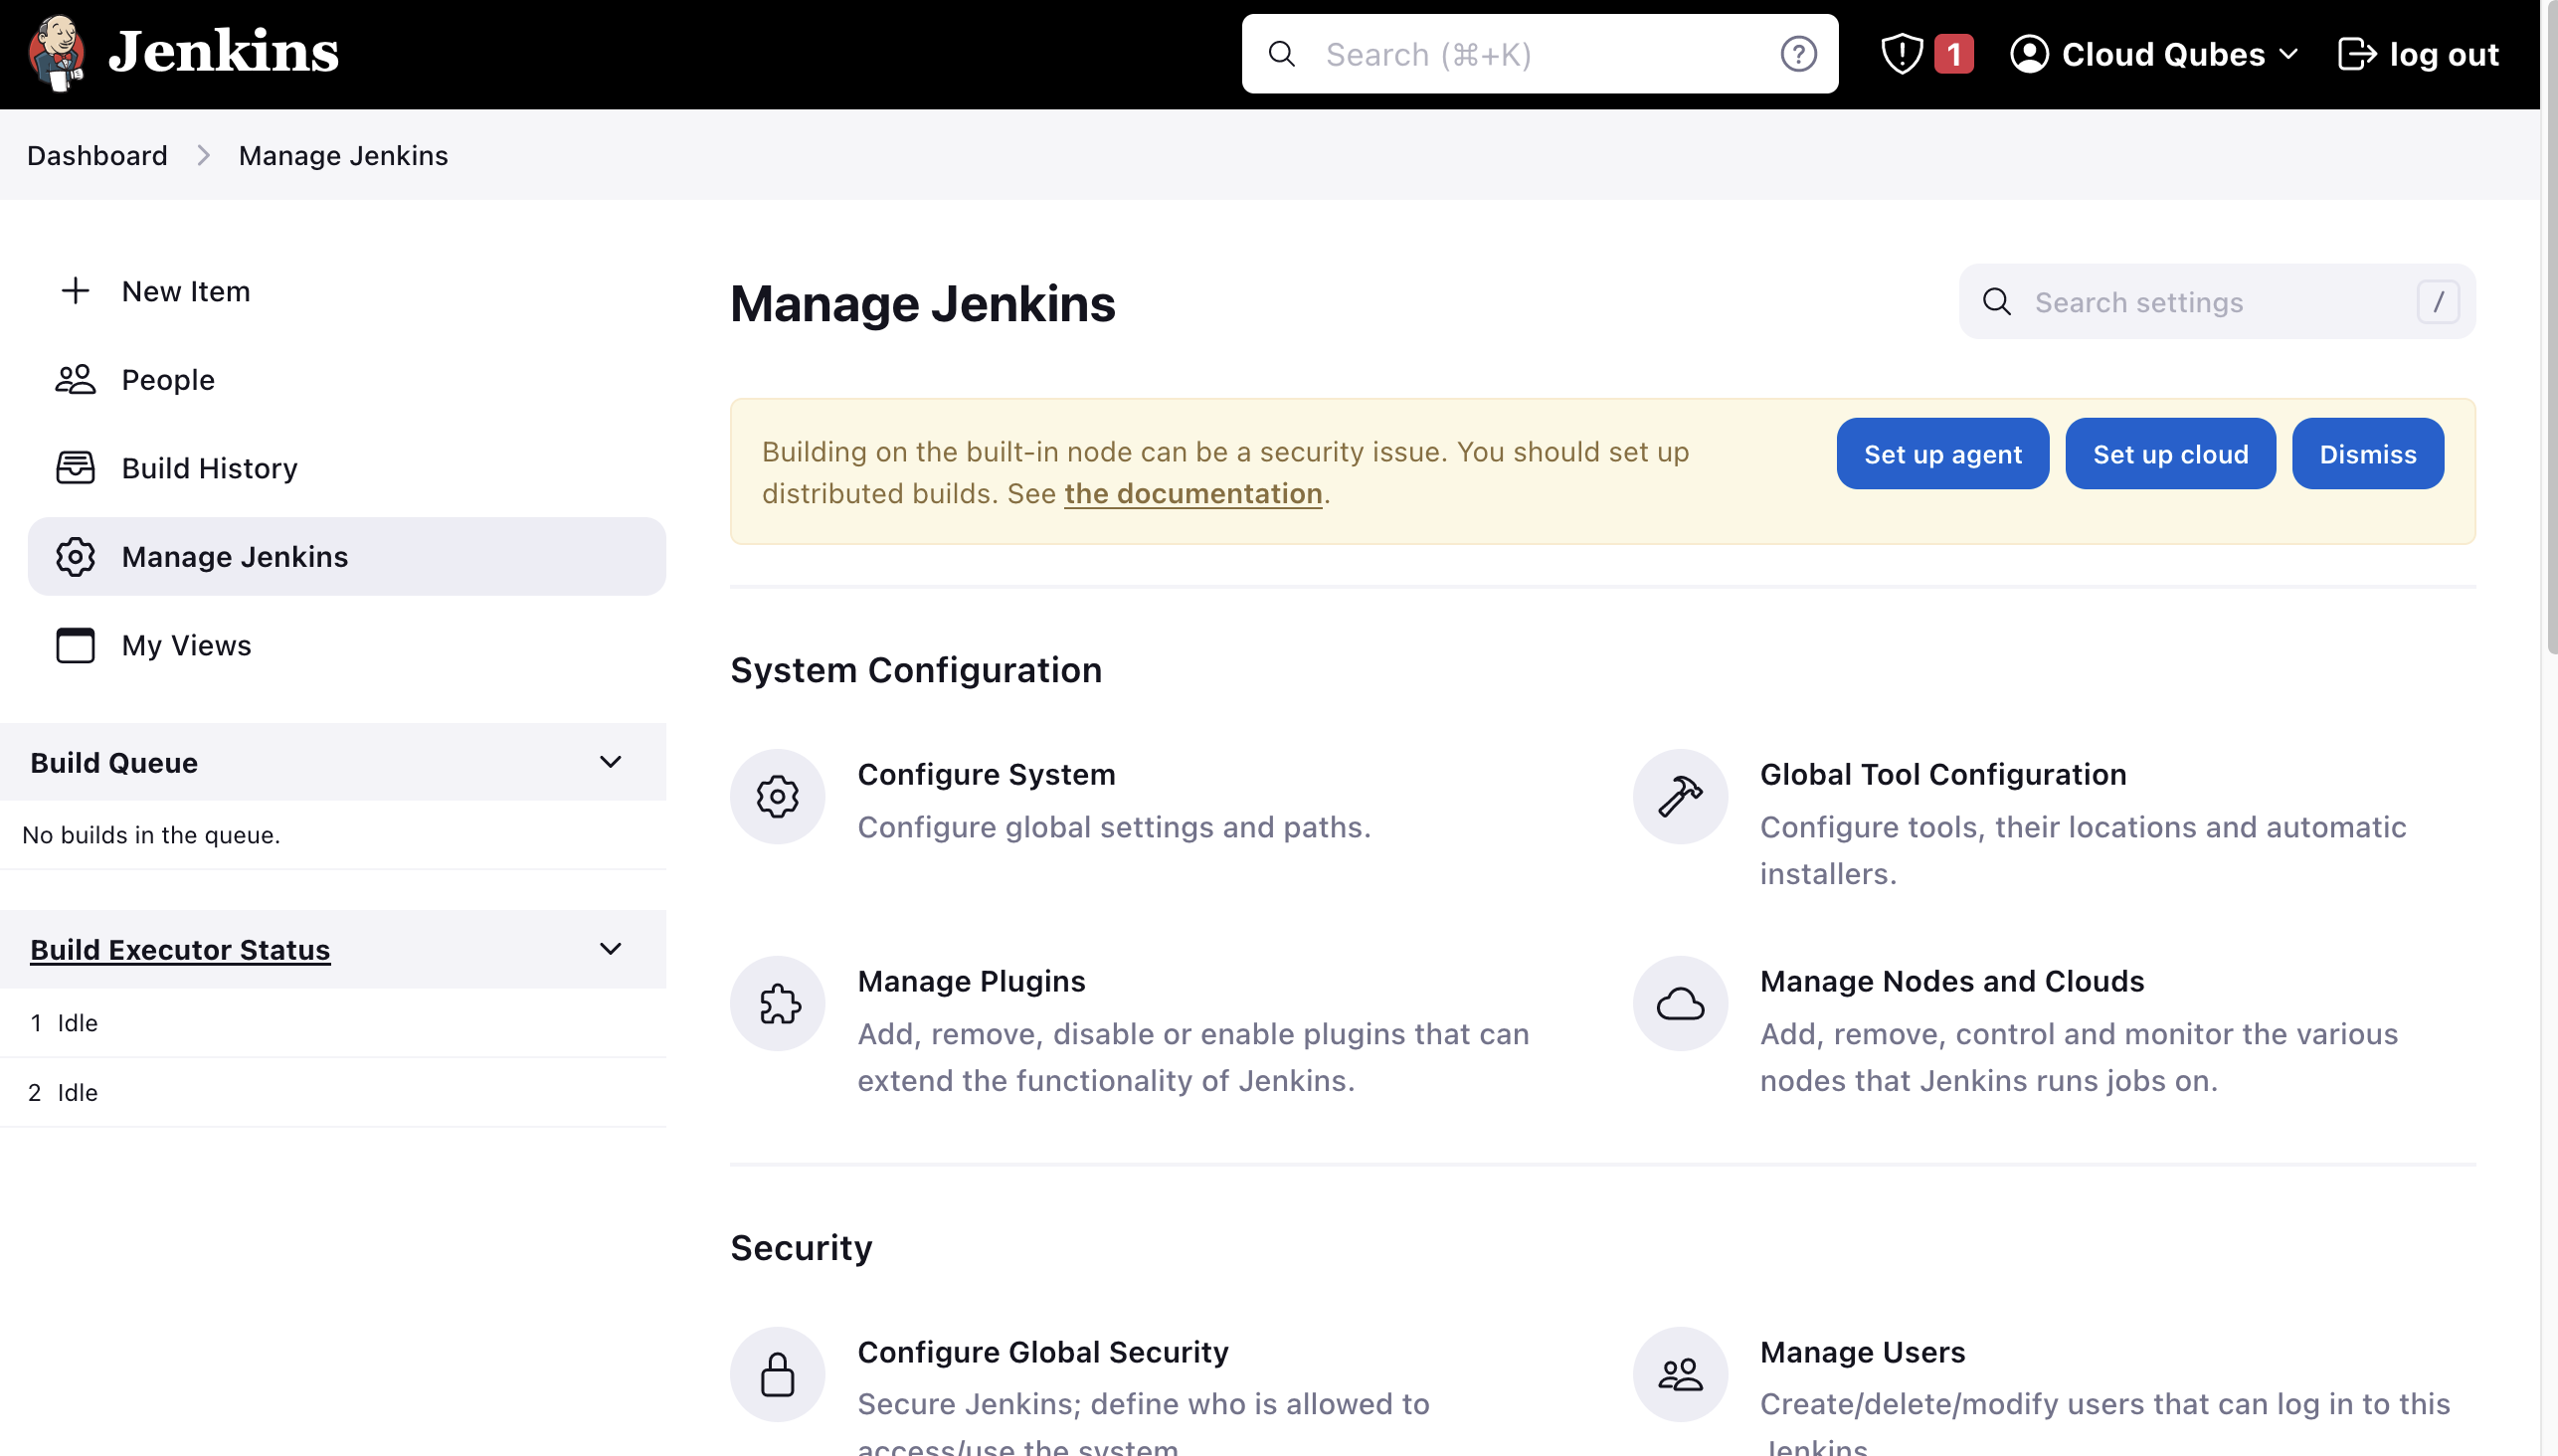 Jenkins
Search (⌘+K)
?
1
Cloud Qubes
log out
Dashboard
Manage Jenkins
New Item
People
Build History
Manage Jenkins
My Views
Build Queue
No builds in the queue.
Build Executor Status
1 Idle
2 Idle
Manage Jenkins
Search settings
/
Building on the built-in node can be a security issue. You should set up
distributed builds. See the documentation.
Set up agent
Set up cloud
Dismiss
System Configuration
Configure System
Configure global settings and paths.
Global Tool Configuration
Configure tools, their locations and automatic
installers.
Manage Plugins
Add, remove, disable or enable plugins that can
extend the functionality of Jenkins.
Manage Nodes and Clouds
Add, remove, control and monitor the various
nodes that Jenkins runs jobs on.
Security
Configure Global Security
Secure Jenkins; define who is allowed to
access/use the system.
Manage Users
Create/delete/modify users that can log in to this
Jenkins